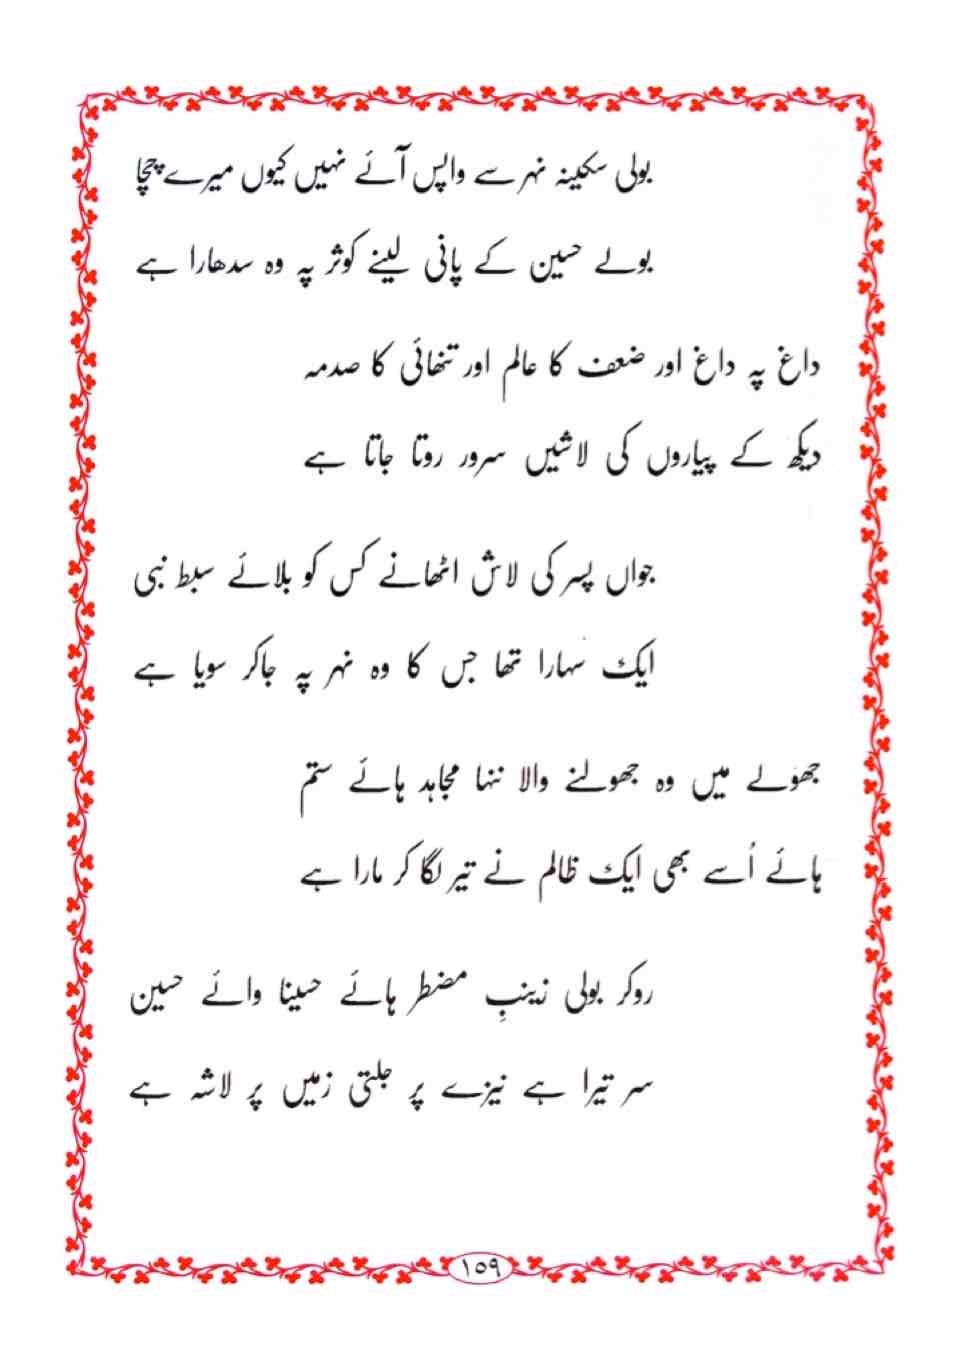 بولی سکینہ نہر سے واپس آئے نہیں کیوں میرے چچا
بولے حسین کے پانی لینے کوثر پہ وہ سدھارا ہے
داغ پہ داغ اور ضعف کا عالم اور تنھائی کا صدمہ
دیکھ کے پیاروں کی لاشیں سرور روتا جاتا ہے
جواں پسر کی لاش اٹھانے کس کو بلائے سبط نبی
ایک سہارا تھا جس کا وہ نہر پہ جاکر سویا ہے
جھولے میں وہ جھولنے والا ننھا مجاہد ہائے ستم
ہائے اُسے بھی ایک ظالم نے تیر لگا کر مارا ہے
روکر بولی زینبِ مضطر ہائے حسینا وائے حسین
سر تیرا ہے نیزے پر جلتی زمیں پر لاشہ ہے
۱۵۹